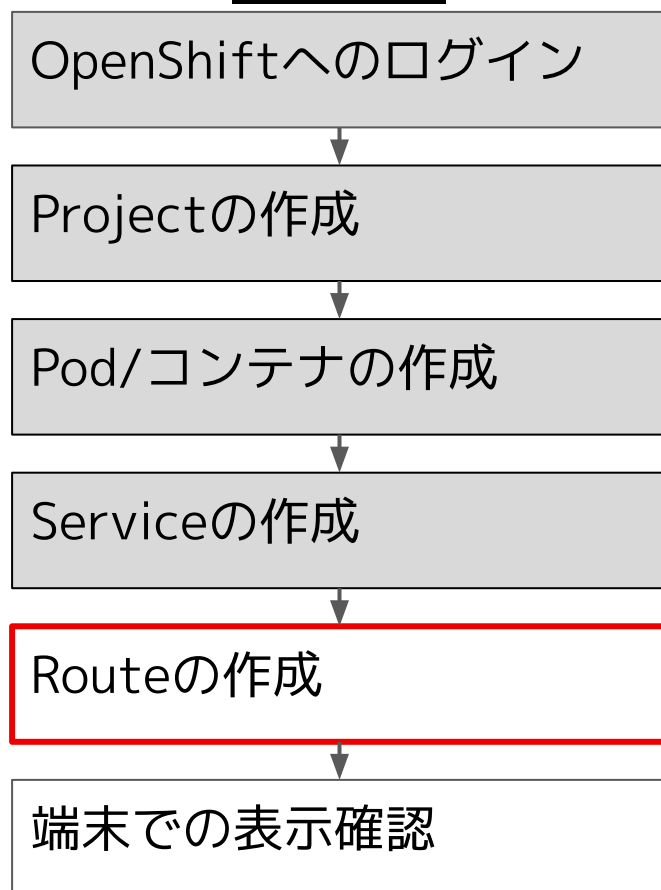 OpenShiftへのログイン
Projectの作成
Pod/コンテナの作成
Serviceの作成
Routeの作成
端末での表示確認